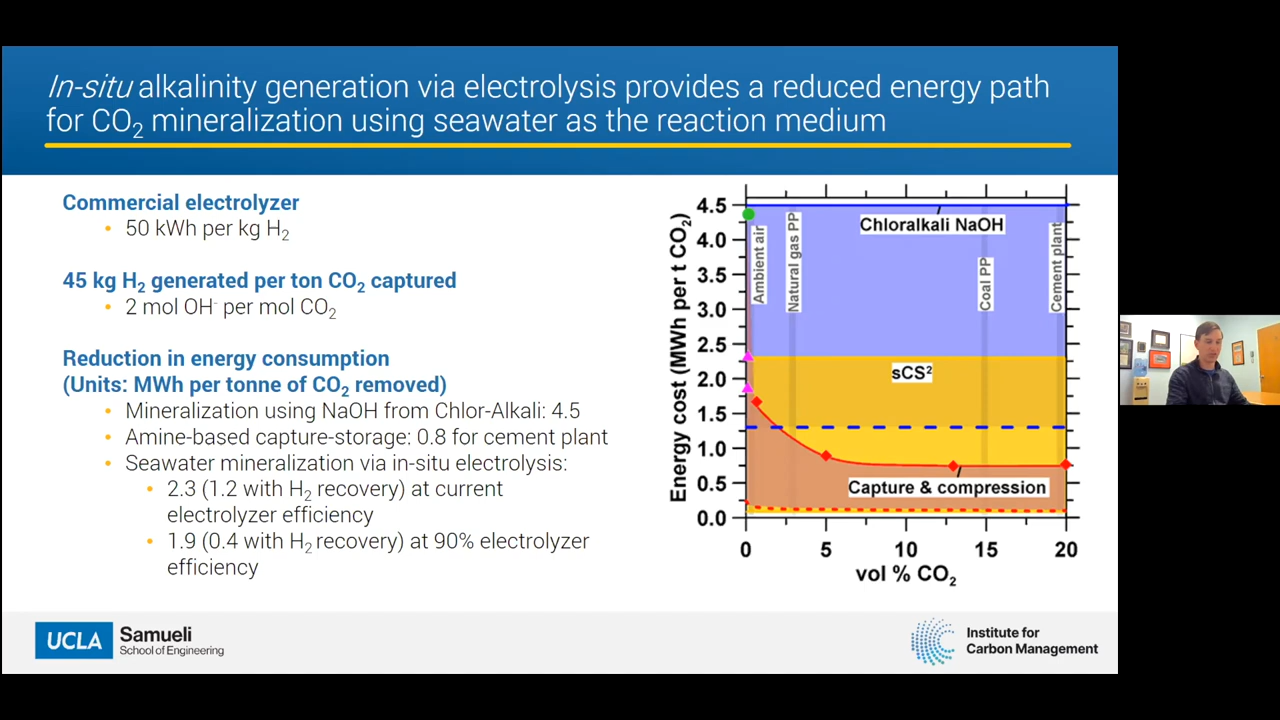 In-situ alkalinity generation via electrolysis provides a reduced energy path
for CO₂ mineralization using seawater as the reaction medium
Commercial electrolyzer
• 50 kWh per kg H₂
45 kg H₂ generated per ton CO₂ captured
• 2 mol OH⁻ per mol CO₂
Reduction in energy consumption
(Units: MWh per tonne of CO₂ removed)
• Mineralization using NaOH from Chlor-Alkali: 4.5
• Amine-based capture-storage: 0.8 for cement plant
• Seawater mineralization via in-situ electrolysis:
• 2.3 (1.2 with H₂ recovery) at current
electrolyzer efficiency
• 1.9 (0.4 with H₂ recovery) at 90% electrolyzer
efficiency
Energy cost (MWh per t CO₂)
4.5
4.0
3.5
3.0
2.5
2.0
1.5
1.0
0.5
0.0
Chloralkali NaOH
Ambient air
Natural gas PP
Coal PP
Cement plant
sCS²
Capture & compression
0 5 10 15 20
vol % CO₂
UCLA
Samueli
School of Engineering
Institute for
Carbon Management